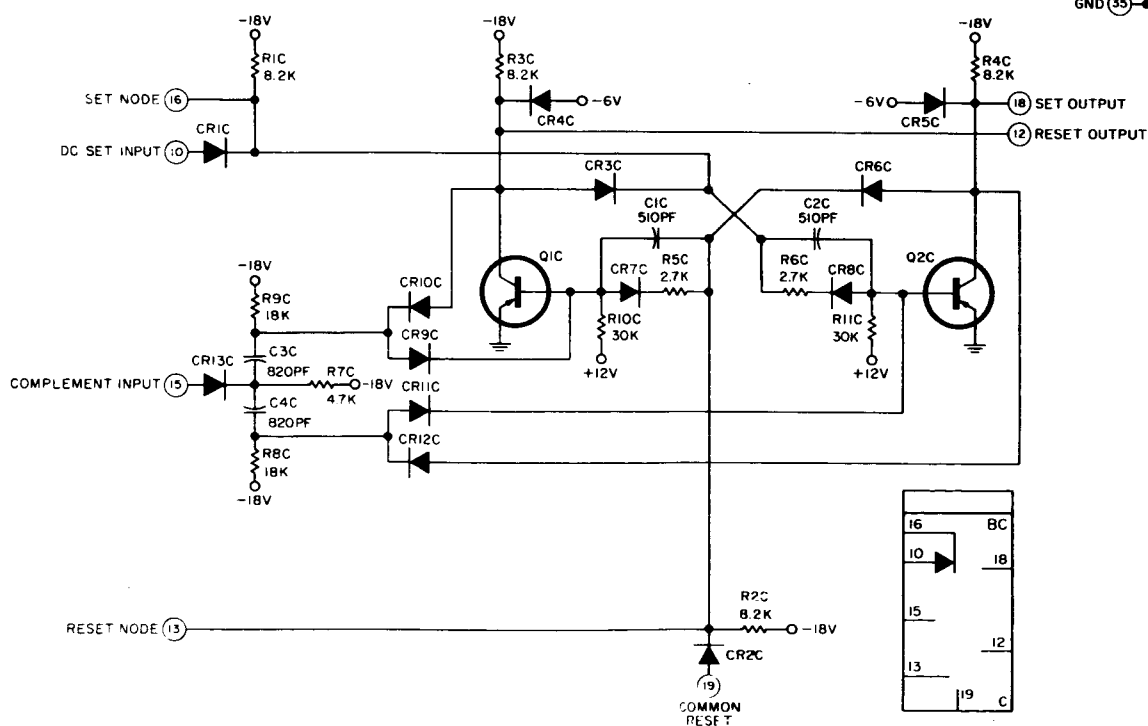 GND 35
-18V
-18V
-18V
R1C
8.2K
R3C
8.2K
R4C
8.2K
SET NODE 16
-6V
CR4C
-6V
CR5C
18 SET OUTPUT
12 RESET OUTPUT
CR1C
DC SET INPUT 10
CR3C
CR6C
C1C
510PF
C2C
510PF
Q1C
R5C
2.7K
CR7C
R6C
2.7K
CR8C
Q2C
-18V
CR10C
R9C
18K
R10C
30K
R11C
30K
CR9C
C3C
820PF
+12V
+12V
CR13C
COMPLEMENT INPUT 15
R7C
4.7K
-18V
CR11C
C4C
820PF
CR12C
R8C
18K
-18V
16
BC
10
18
15
12
13
19
C
R2C
8.2K
-18V
RESET NODE 13
CR2C
19
COMMON
RESET